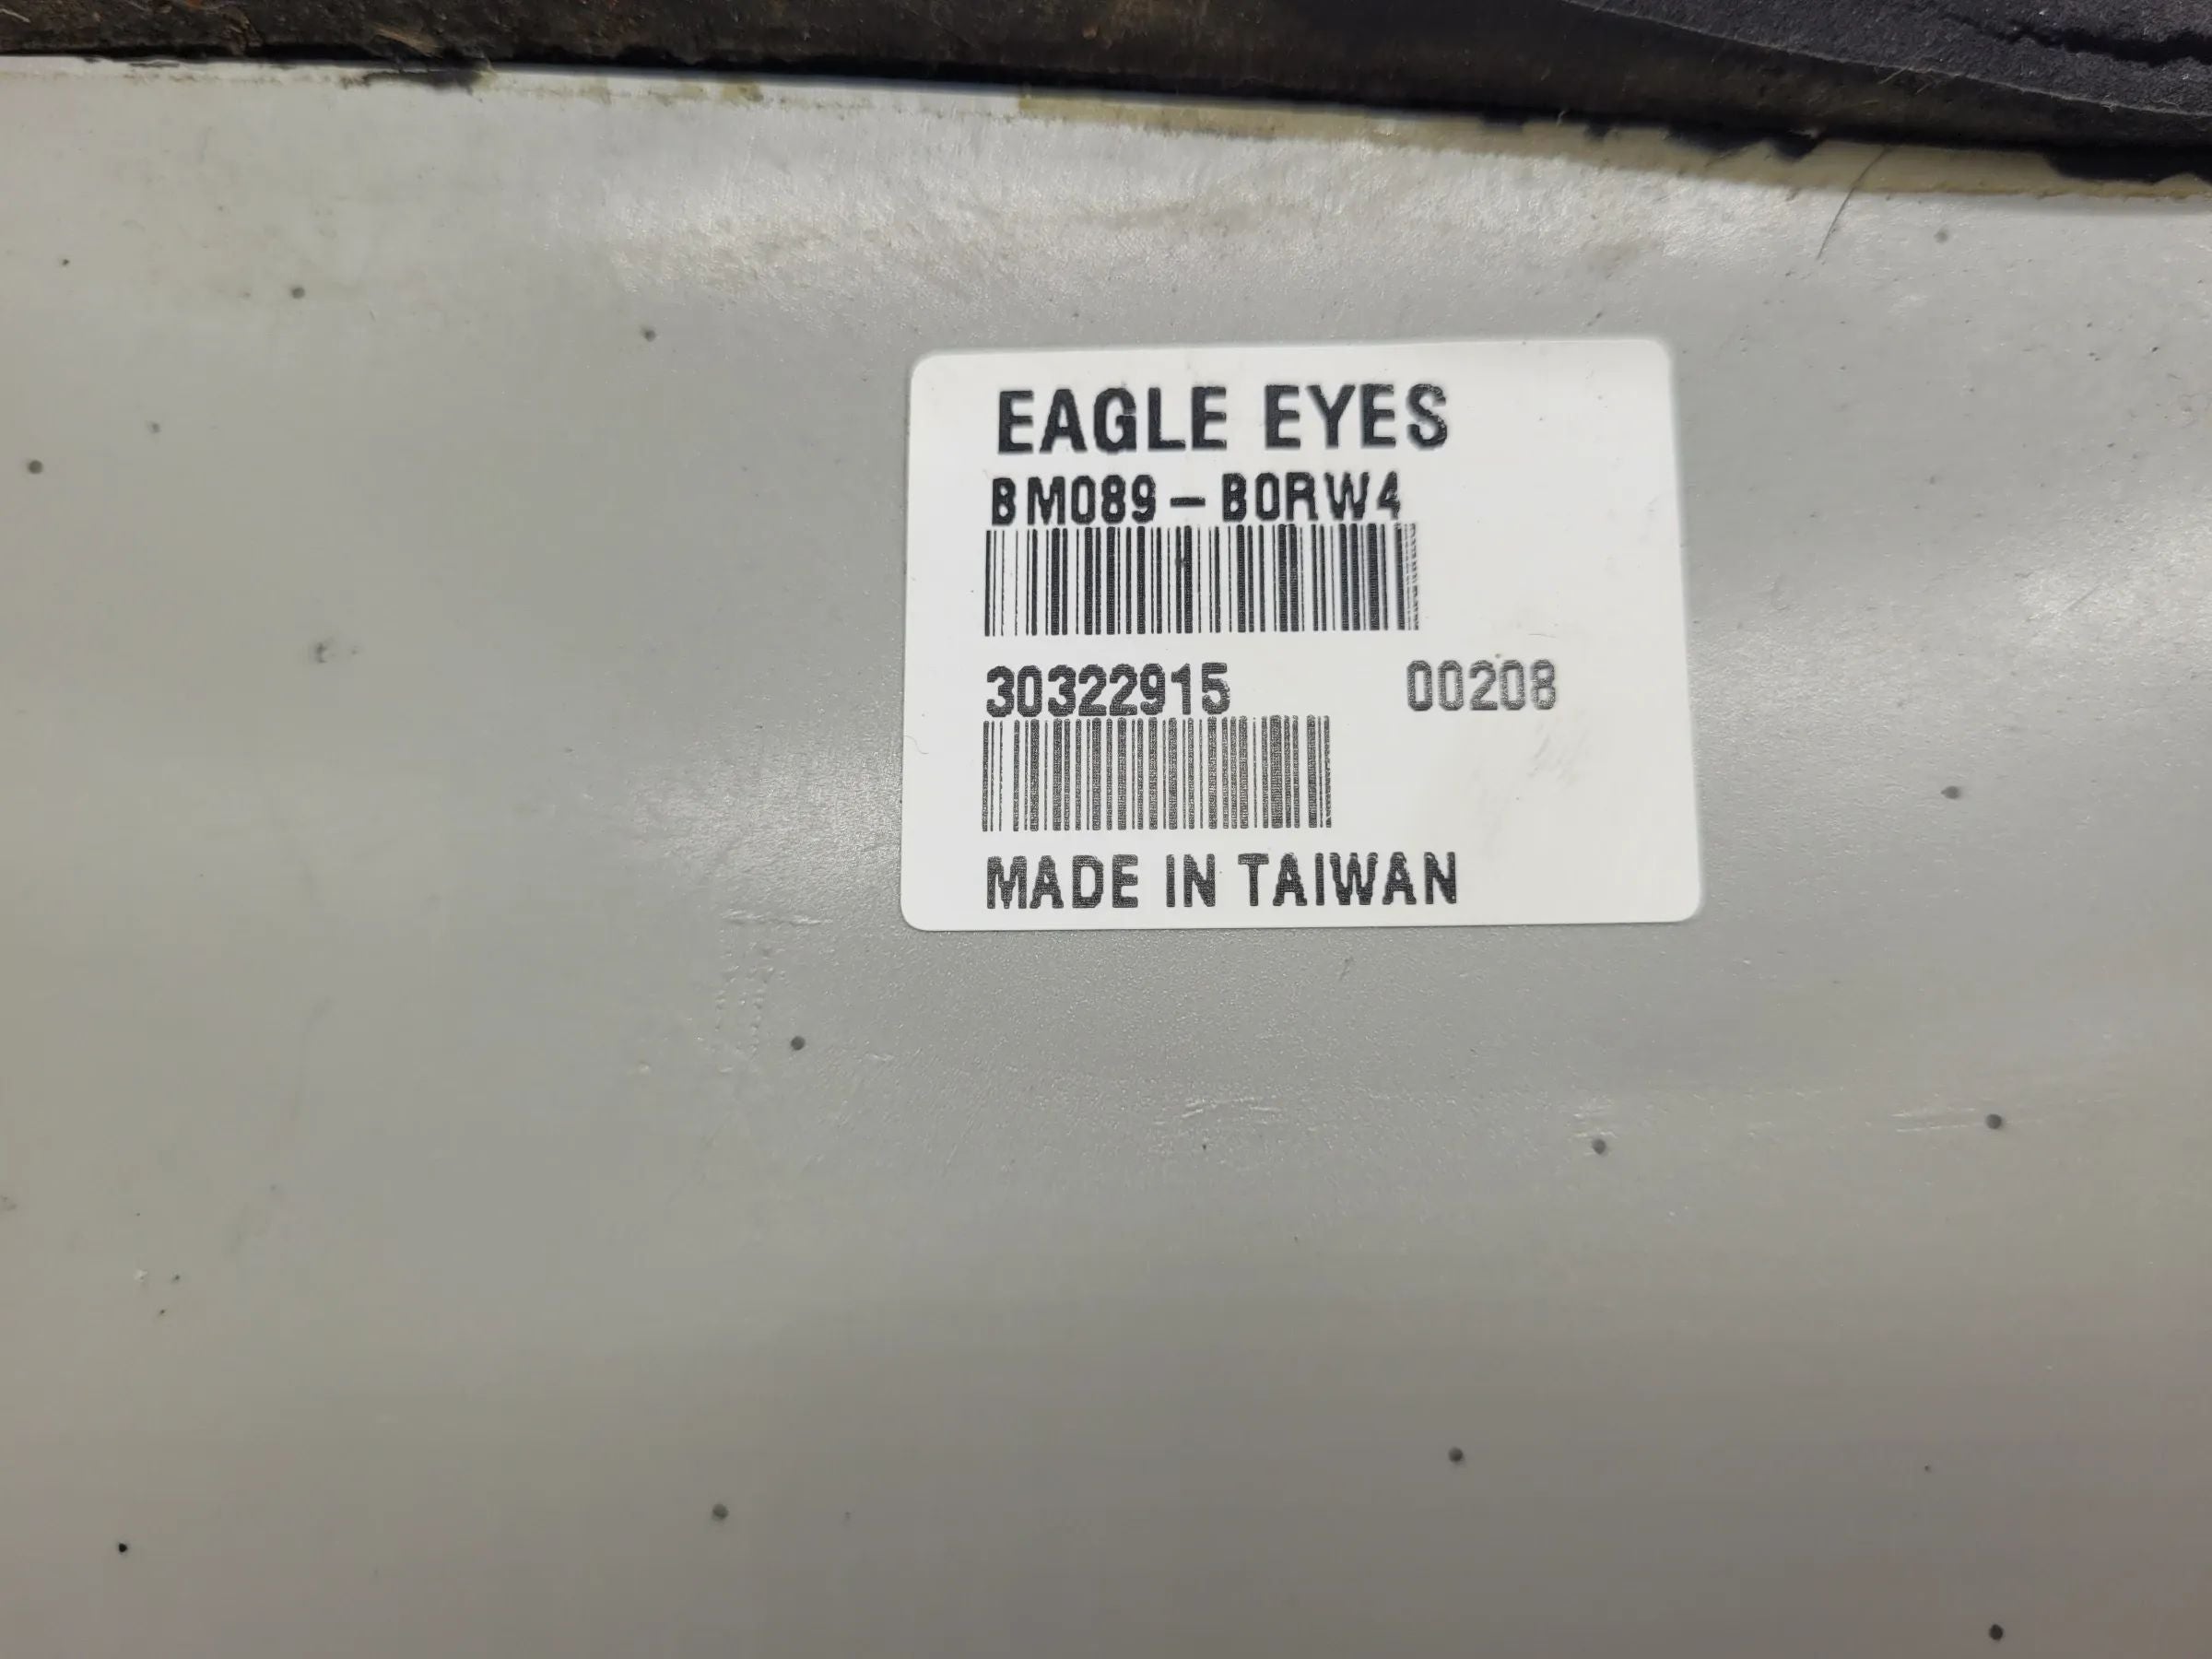 EAGLE EYES
BM089-B0RW4
30322915 00208
MADE IN TAIWAN